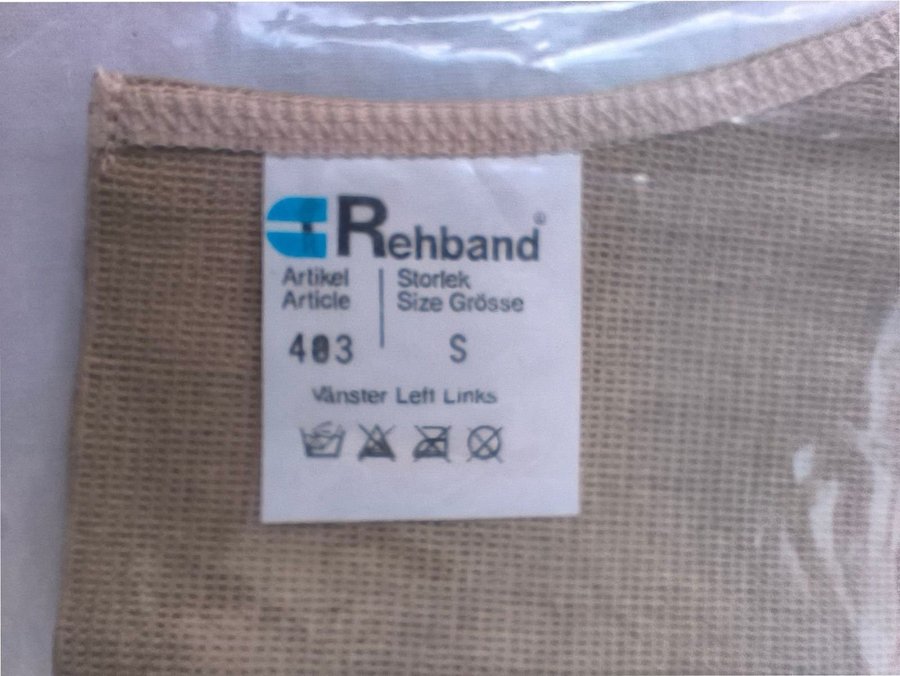 Rehband®
Artikel Storlek
Article Size Grösse
403 S
Vänster Left Links